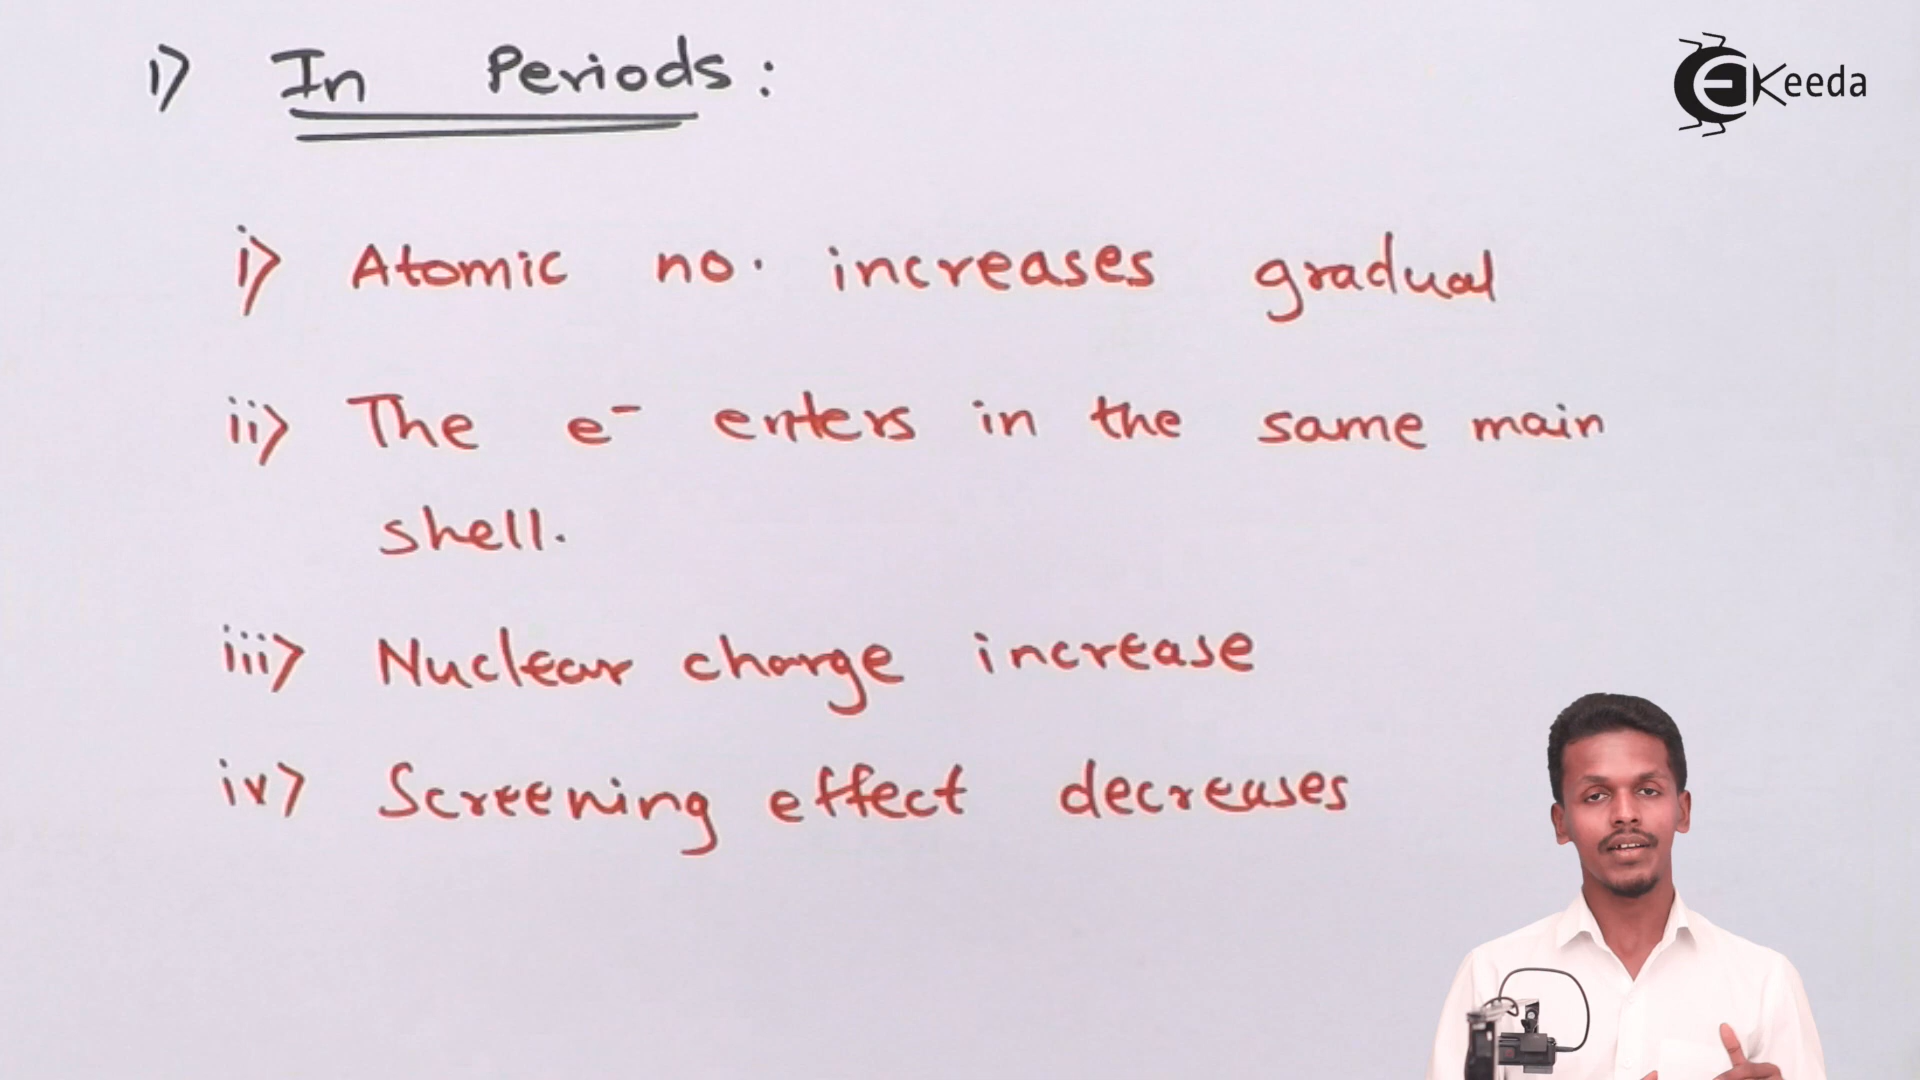 EKeeda
i) In Periods:
i) Atomic no. increases gradual
ii) The e⁻ enters in the same main
shell.
iii) Nuclear charge increase
iv) Screening effect decreases